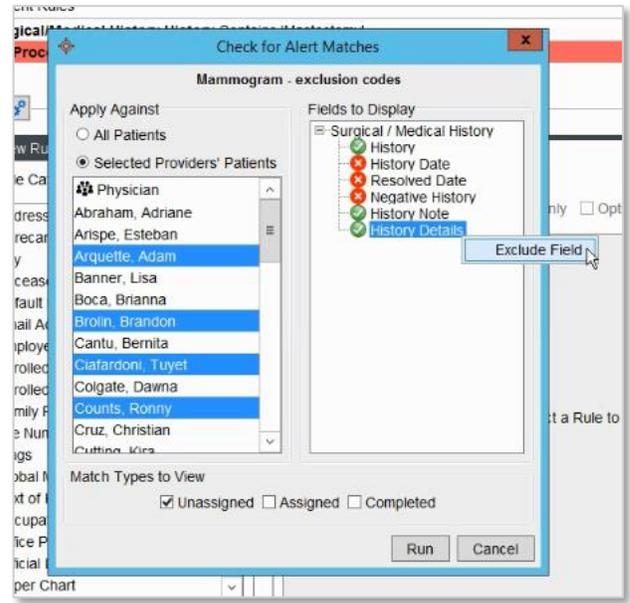 Check for Alert Matches
x
Mammogram - exclusion codes
Apply Against
All Patients
Selected Providers' Patients
Physician
Abraham, Adriane
Arispe, Esteban
Arquette, Adam
Banner, Lisa
Boca, Brianna
Brolin, Brandon
Cantu, Bernita
Ciafardoni, Tuyet
Colgate, Dawna
Counts, Ronny
Cruz, Christian
Cutting, Kira
Fields to Display
Surgical / Medical History
History
History Date
Resolved Date
Negative History
History Note
History Details
Exclude Field
Match Types to View
Unassigned Assigned Completed
Run Cancel
t a Rule to
per Chart